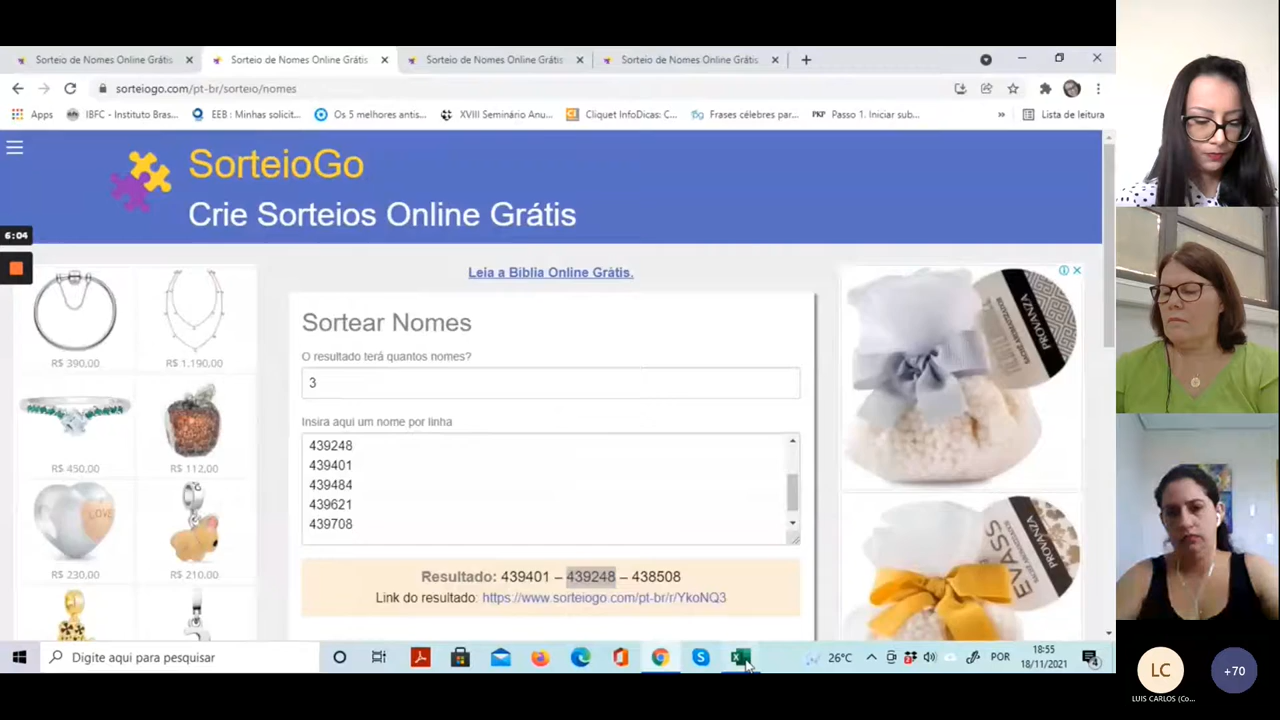 Sorteio de Nomes Online Grátis
Sorteio de Nomes Online Grátis
Sorteio de Nomes Online Grátis
Sorteio de Nomes Online Grátis
sorteiogo.com/pt-br/sorteio/nomes
Apps
IBFC - Instituto Bras...
EEB : Minhas solicit...
Os 5 melhores antis...
XVIII Seminário Anu...
Cliquet InfoDicas: C...
Frases célebres par...
PKP Passo 1. Iniciar sub...
»
Lista de leitura
SorteioGo
Crie Sorteios Online Grátis
6:04
Leia a Bíblia Online Grátis.
R$ 390,00
R$ 1.190,00
R$ 450,00
R$ 112,00
LOVE
R$ 230,00
R$ 210,00
Sortear Nomes
O resultado terá quantos nomes?
3
Insira aqui um nome por linha
439248
439401
439484
439621
439708
Resultado: 439401 – 439248 – 438508
Link do resultado: https://www.sorteiogo.com/pt-br/r/YkoNQ3
PROVANZA
PROVANZA
Digite aqui para pesquisar
26°C
POR
18:55
18/11/2021
4
LC
+70
LUIS CARLOS (Co...